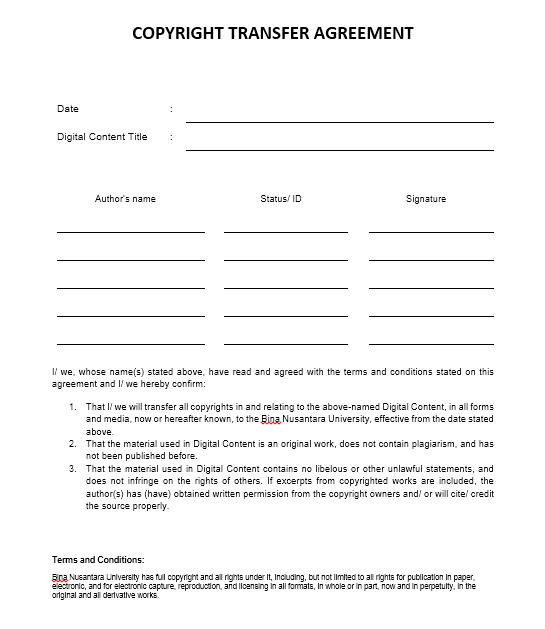 COPYRIGHT TRANSFER AGREEMENT
Date :
Digital Content Title :
Author's name Status/ ID Signature
I/ we, whose name(s) stated above, have read and agreed with the terms and conditions stated on this
agreement and I/ we hereby confirm:
1. That I/ we will transfer all copyrights in and relating to the above-named Digital Content, in all forms
and media, now or hereafter known, to the Bina Nusantara University, effective from the date stated
above.
2. That the material used in Digital Content is an original work, does not contain plagiarism, and has
not been published before.
3. That the material used in Digital Content contains no libelous or other unlawful statements, and
does not infringe on the rights of others. If excerpts from copyrighted works are included, the
author(s) has (have) obtained written permission from the copyright owners and/ or will cite/ credit
the source properly.
Terms and Conditions:
Bina Nusantara University has full copyright and all rights under it, including, but not limited to all rights for publication in paper,
electronic, and for electronic capture, reproduction, and licensing in all formats, in whole or in part, now and in perpetuity, in the
original and all derivative works.